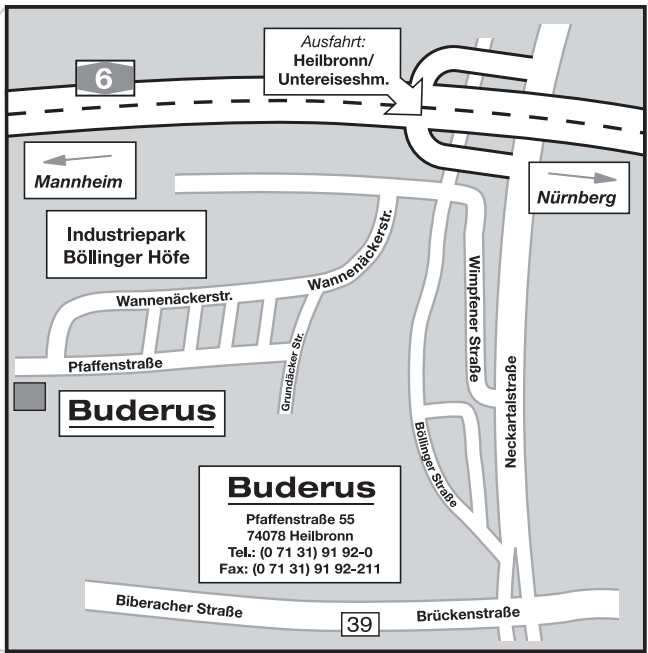 Ausfahrt:
Heilbronn/
Untereiseshm.
6
Mannheim
Nürnberg
Industriepark
Böllinger Höfe
Wannenäckerstr.
Wannenäckerstr.
Wimpfener Straße
Pfaffenstraße
Grundäcker Str.
Neckartalstraße
Buderus
Böllinger Straße
Buderus
Pfaffenstraße 55
74078 Heilbronn
Tel.: (0 71 31) 91 92-0
Fax: (0 71 31) 91 92-211
Biberacher Straße
39
Brückenstraße